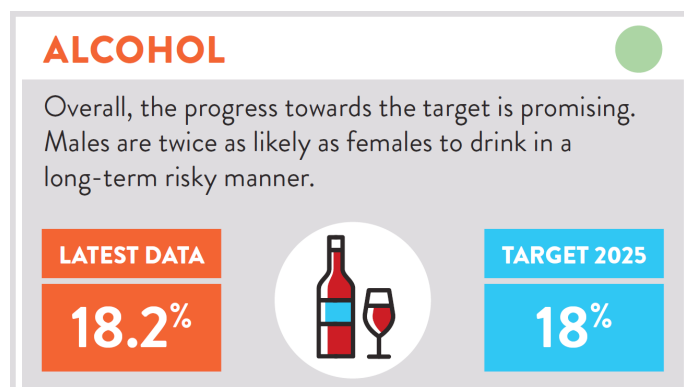 ALCOHOL
Overall, the progress towards the target is promising.
Males are twice as likely as females to drink in a
long-term risky manner.
LATEST DATA
18.2%
TARGET 2025
18%